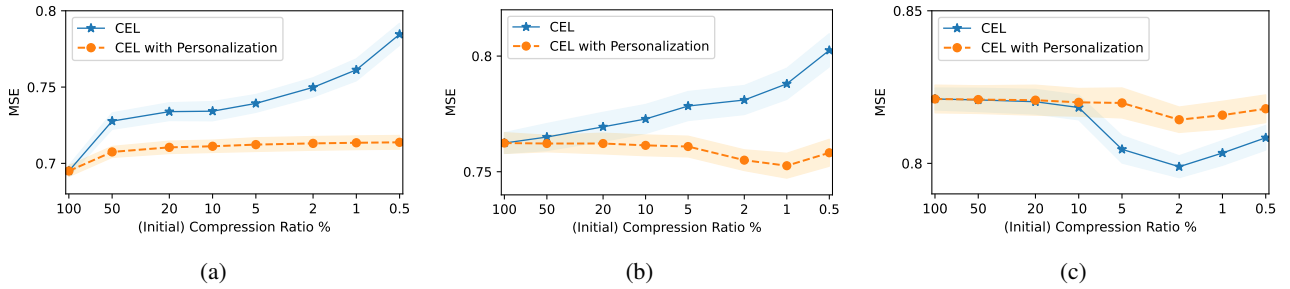 0.8
0.75
0.7
MSE
CEL
CEL with Personalization
100 50 20 10 5 2 1 0.5
(Initial) Compression Ratio %
(a)
0.8
0.75
MSE
CEL
CEL with Personalization
100 50 20 10 5 2 1 0.5
(Initial) Compression Ratio %
(b)
0.85
0.8
MSE
CEL
CEL with Personalization
100 50 20 10 5 2 1 0.5
(Initial) Compression Ratio %
(c)